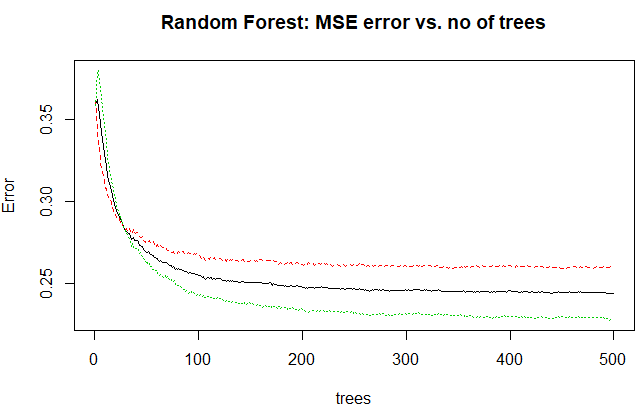 Random Forest: MSE error vs. no of trees
Error
0.35
0.30
0.25
0 100 200 300 400 500
trees